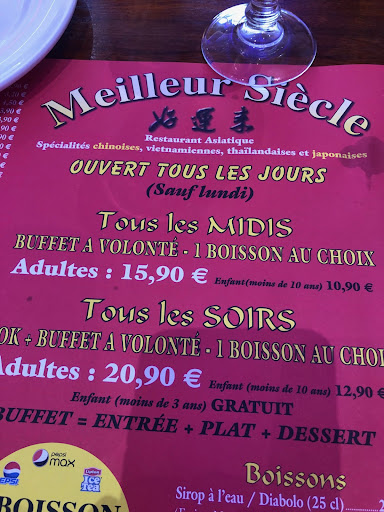 Meilleur Siècle
好運来
Restaurant Asiatique
Spécialités chinoises, vietnamiennes, thaïlandaises et japonaises
OUVERT TOUS LES JOURS
(Sauf lundi)
Tous les MIDIS
BUFFET A VOLONTÉ - 1 BOISSON AU CHOIX
Adultes : 15,90 € Enfant (moins de 10 ans) 10,90 €
Tous les SOIRS
OK + BUFFET A VOLONTÉ - 1 BOISSON AU CHOI
Adultes : 20,90 € Enfant (moins de 10 ans) 12,90 €
Enfant (moins de 3 ans) GRATUIT
BUFFET = ENTRÉE + PLAT + DESSERT
Boissons
pepsi MAX
PEPSI
Lipton ICE TEA
Sirop à l'eau / Diabolo (25 cl)
BOISSON